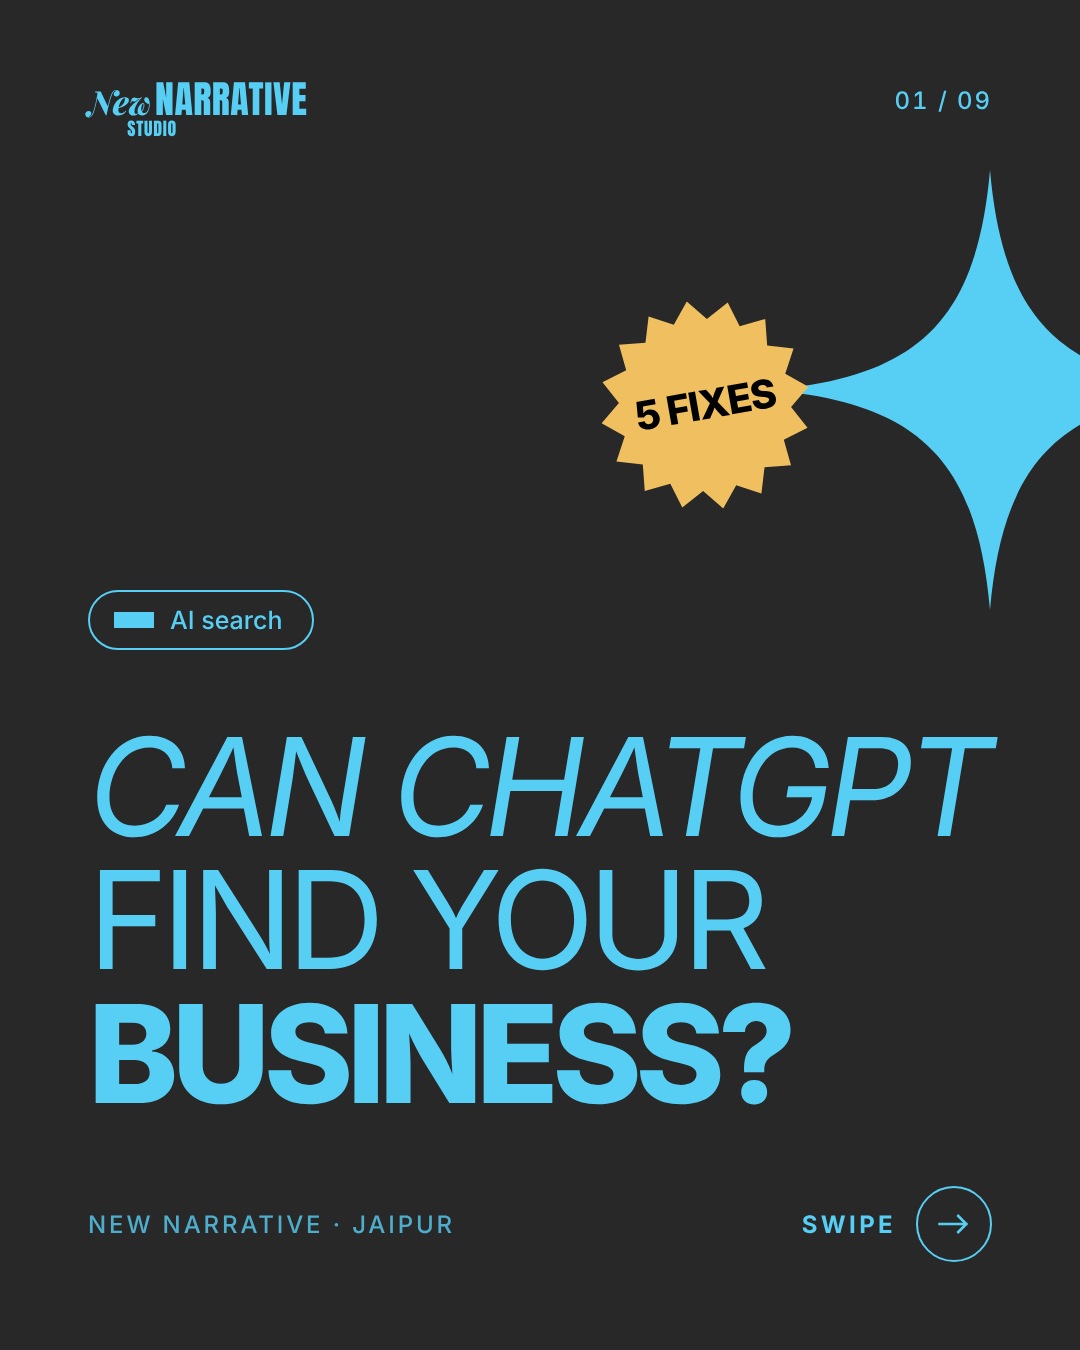 New NARRATIVE
STUDIO
01 / 09
5 FIXES
AI search
CAN CHATGPT
FIND YOUR
BUSINESS?
NEW NARRATIVE · JAIPUR
SWIPE →